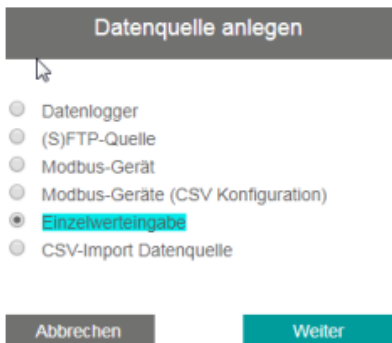 Datenquelle anlegen
Datenlogger
(S)FTP-Quelle
Modbus-Gerät
Modbus-Geräte (CSV Konfiguration)
Einzelwerteingabe
CSV-Import Datenquelle
Abbrechen
Weiter